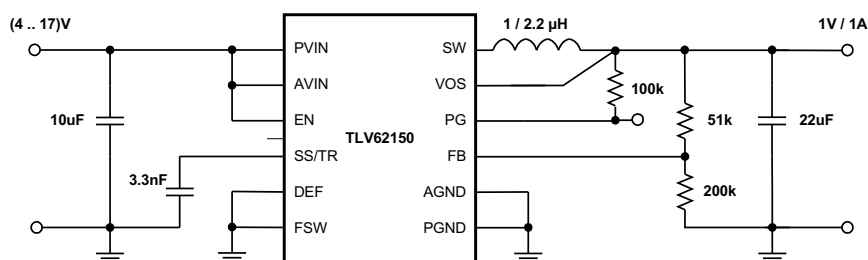 (4 .. 17)V
1 / 2.2 µH
1V / 1A
PVIN
SW
AVIN
VOS
100k
10uF
EN
PG
51k
22uF
TLV62150
SS/TR
FB
3.3nF
DEF
AGND
200k
FSW
PGND